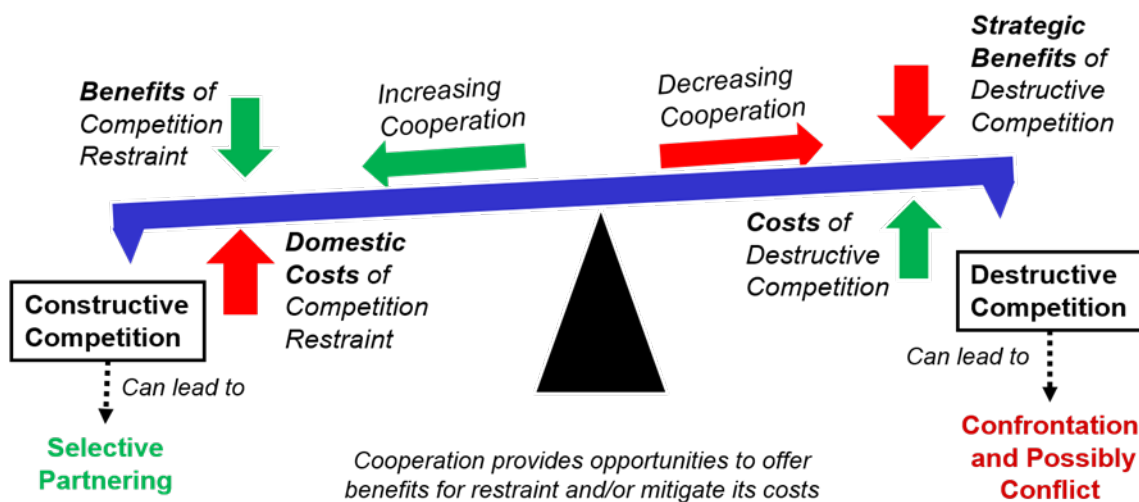 Benefits of
Competition
Restraint
Increasing
Cooperation
Decreasing
Cooperation
Strategic
Benefits of
Destructive
Competition
Domestic
Costs of
Competition
Restraint
Costs of
Destructive
Competition
Constructive
Competition
Can lead to
Selective
Partnering
Destructive
Competition
Can lead to
Confrontation
and Possibly
Conflict
Cooperation provides opportunities to offer
benefits for restraint and/or mitigate its costs